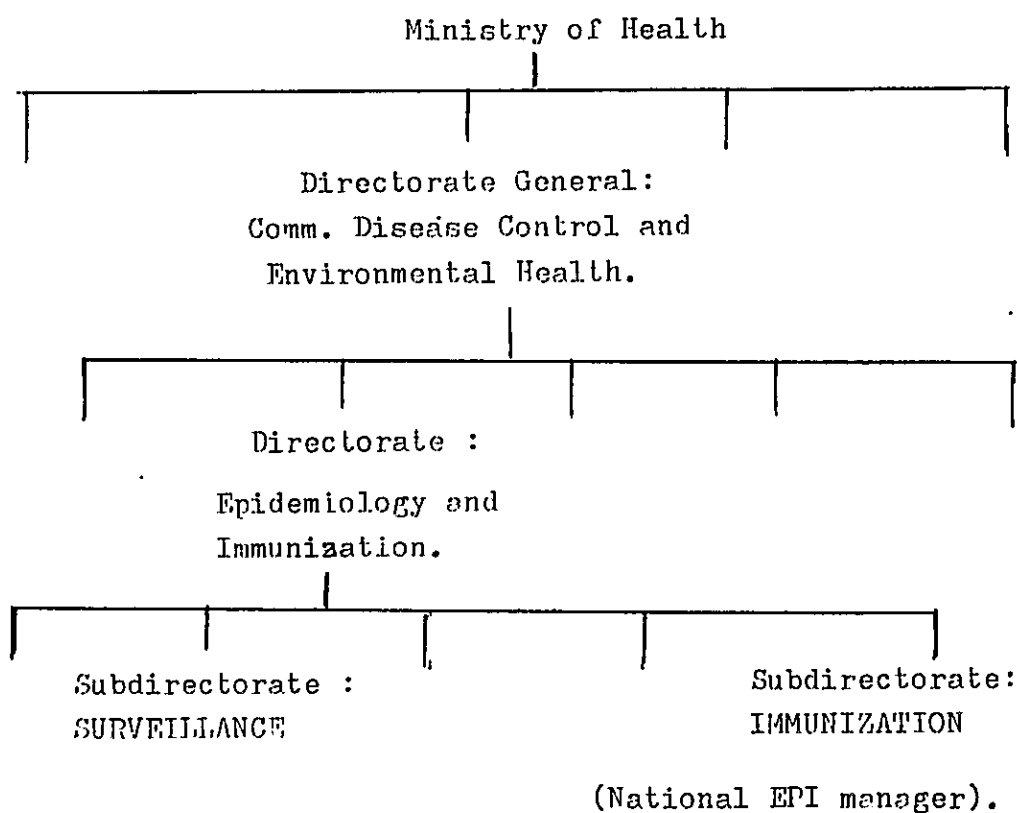 Ministry of Health
Directorate General:
Comm. Disease Control and
Environmental Health.
Directorate :
Epidemiology and
Immunization.
Subdirectorate :
SURVEILLANCE
Subdirectorate:
IMMUNIZATION
(National EPI manager).